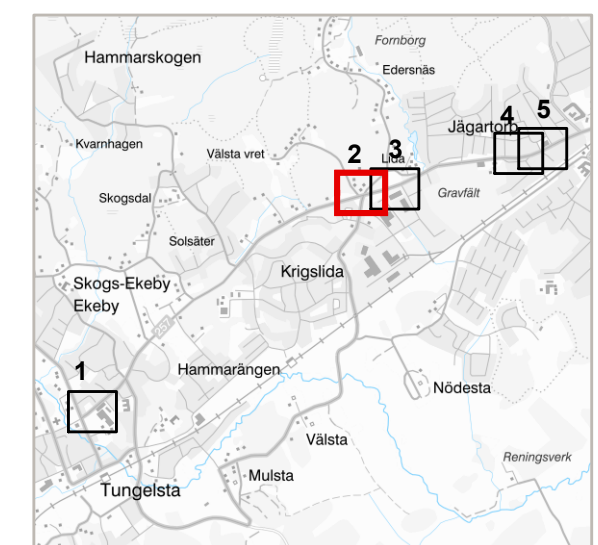 Fornborg
Hammarskogen
Edersnäs
4
5
Jägartorp
Kvarnhagen
Välsta vret
2
3
Lida
Skogsdal
Gravfält
Solsäter
Krigslida
Skogs-Ekeby
Ekeby
257
Hammarängen
1
Nödesta
Välsta
Reningsverk
Mulsta
Tungelsta